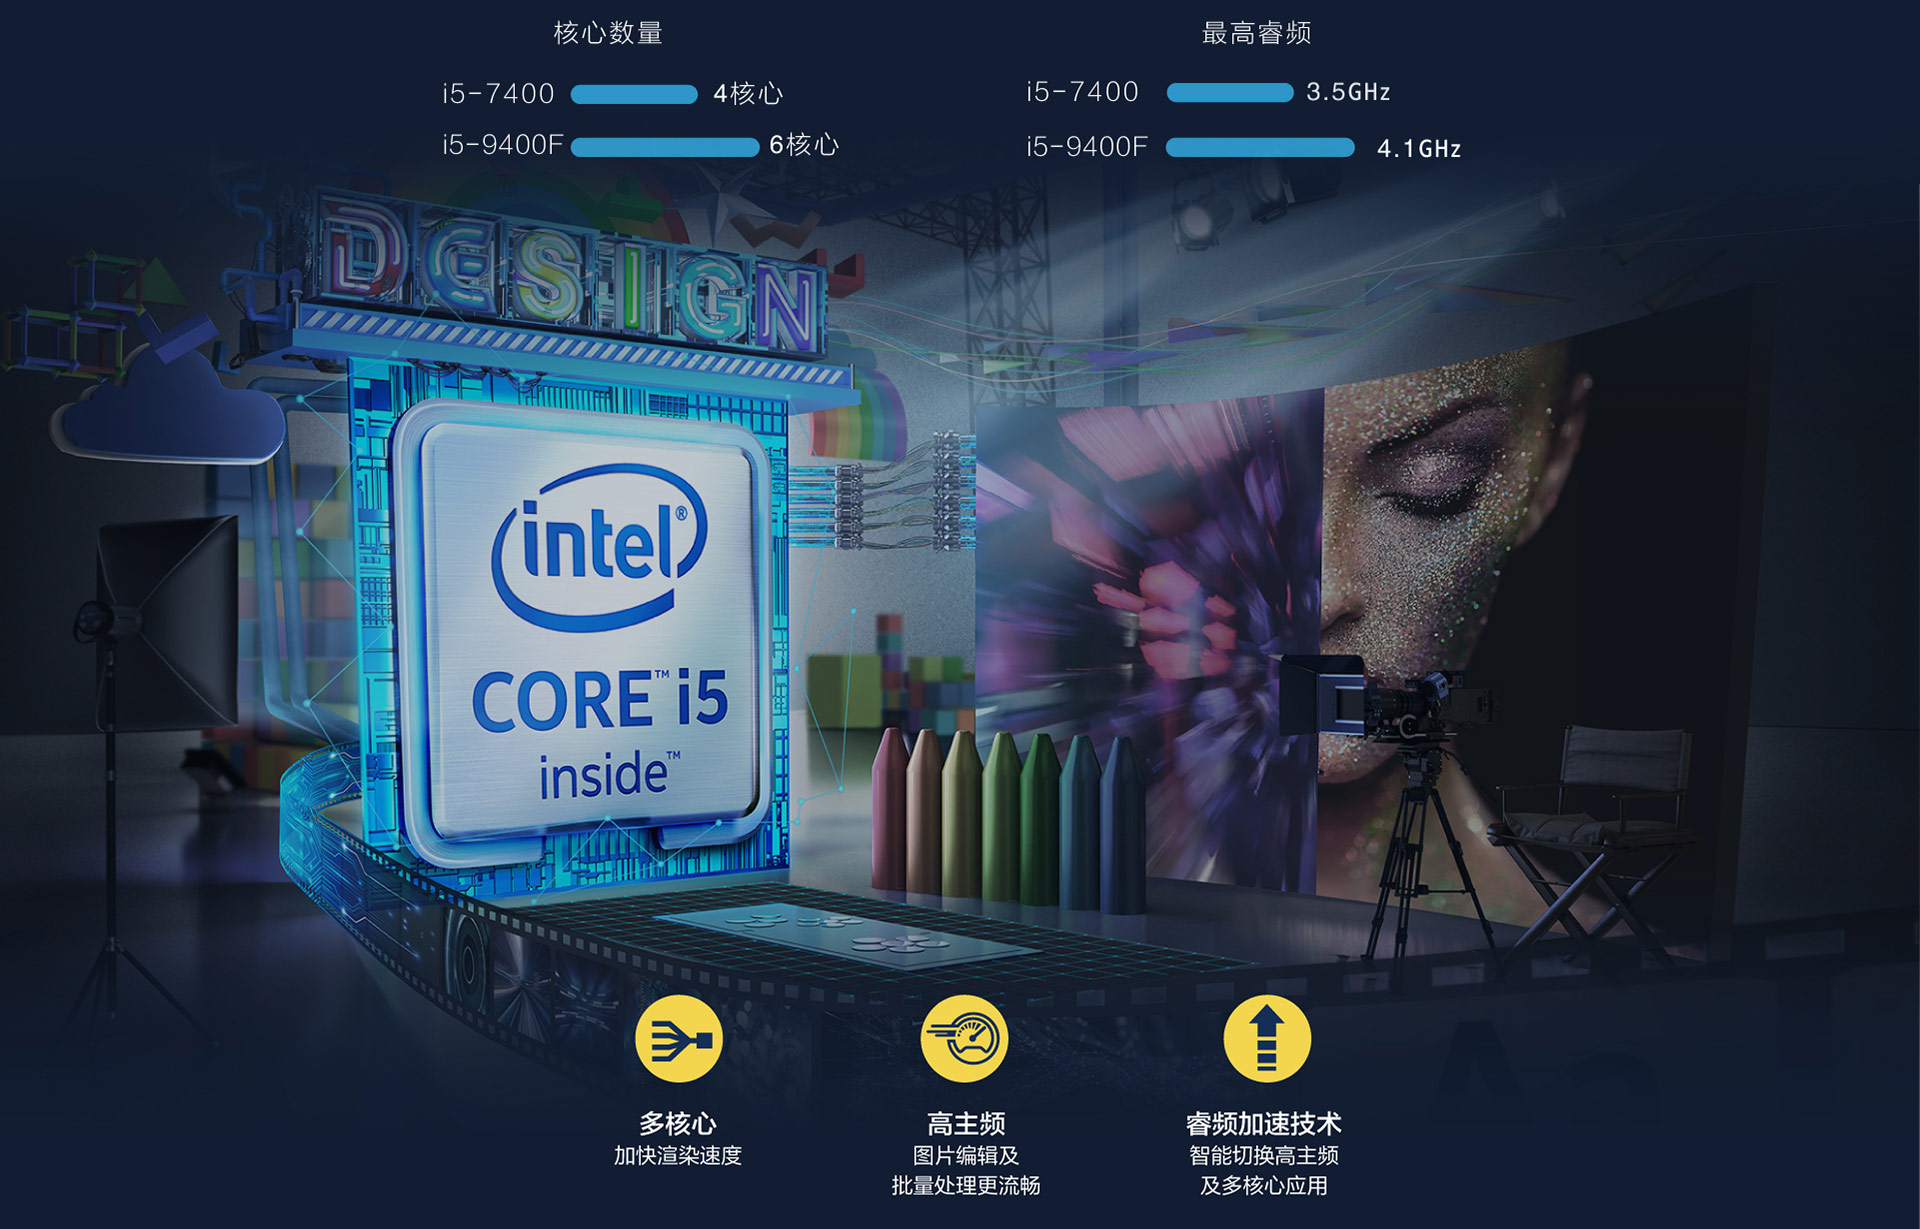 核心数量
i5-7400 4核心
i5-9400F 6核心
最高睿频
i5-7400 3.5GHz
i5-9400F 4.1GHz
DESIGN
intel®
CORE™ i5
inside™
多核心
加快渲染速度
高主频
图片编辑及
批量处理更流畅
睿频加速技术
智能切换高主频
及多核心应用